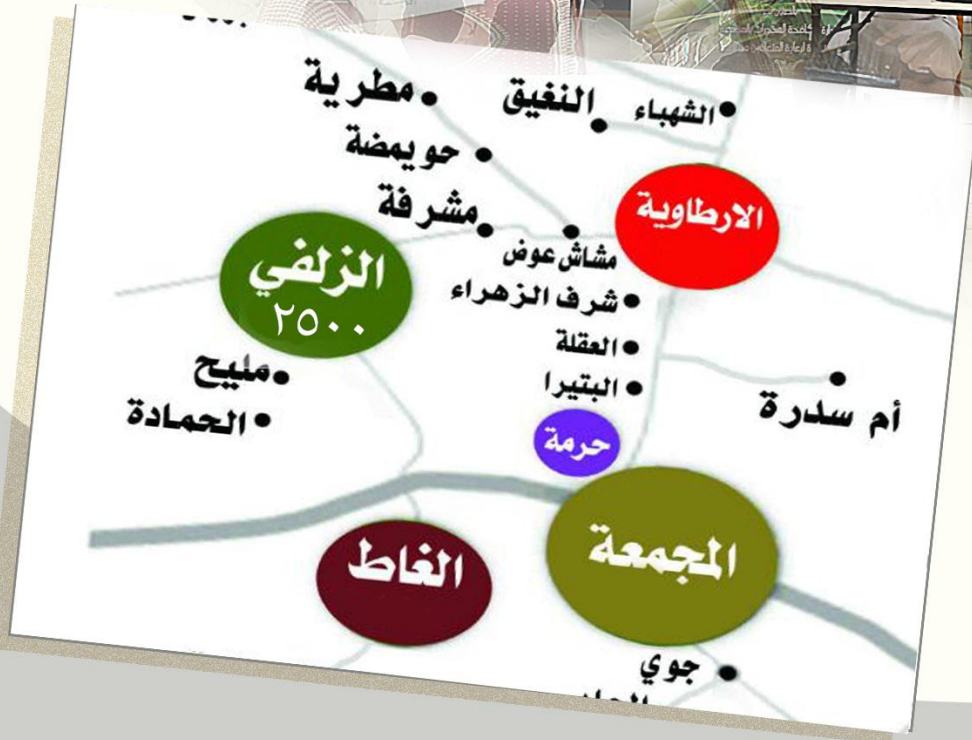 مطرية
النغيق
الشهباء
حويمضة
مشرفة
الارطاوية
مشاش عوض
الزلفي
٢٥٠٠
شرف الزهراء
العقلة
البتيرا
مليح
الحمادة
أم سدرة
حرمة
المجمعة
الغاط
جوي